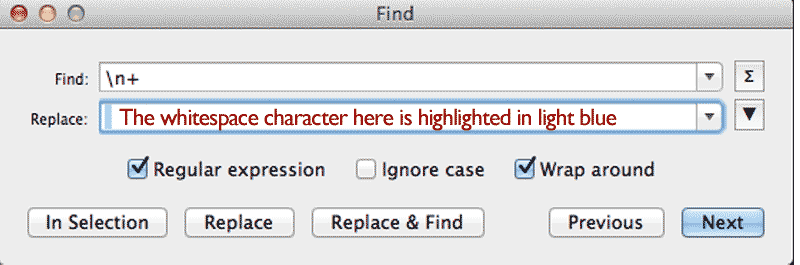 Find
Find: \n+ Σ
Replace: The whitespace character here is highlighted in light blue
Regular expression Ignore case Wrap around
In Selection Replace Replace & Find Previous Next